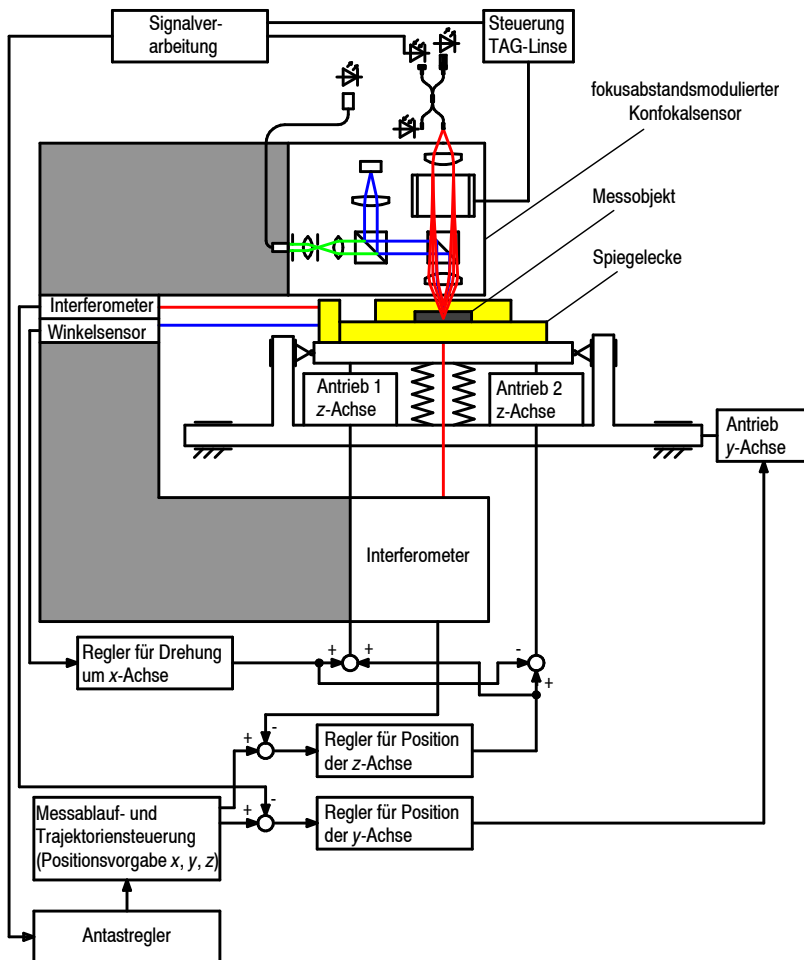 Signalver-
arbeitung
Steuerung
TAG-Linse
fokusabstandsmodulierter
Konfokalsensor
Messobjekt
Spiegelecke
Interferometer
Winkelsensor
Antrieb 1
z-Achse
Antrieb 2
z-Achse
Antrieb
y-Achse
Interferometer
Regler für Drehung
um x-Achse
+
+
-
+
Regler für Position
der z-Achse
+
-
Regler für Position
der y-Achse
+
-
Messablauf- und
Trajektoriensteuerung
(Positionsvorgabe x, y, z)
Antastregler